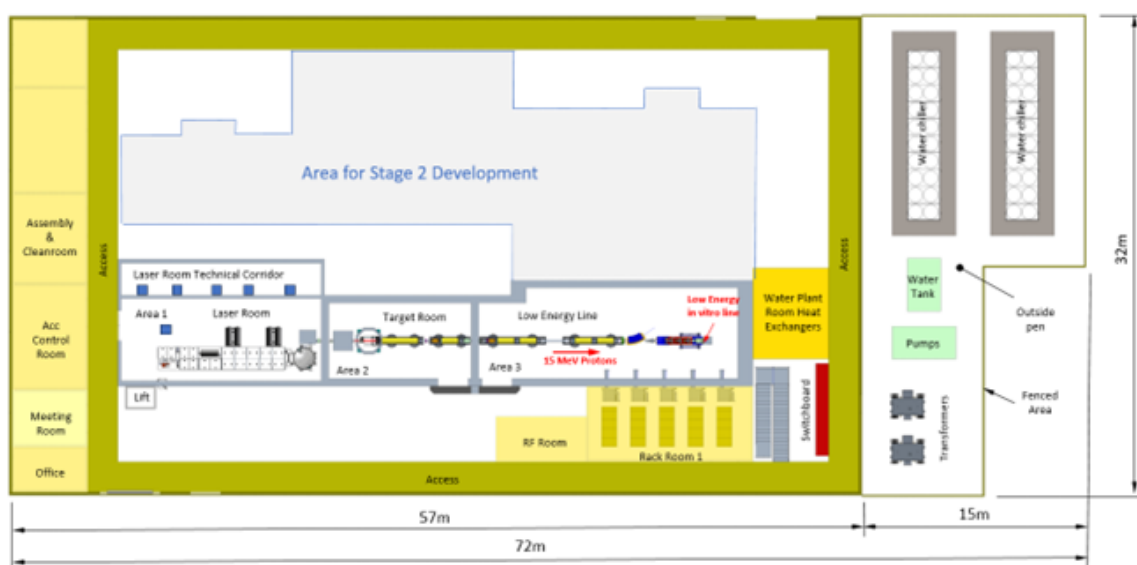 Area for Stage 2 Development
Water chiller
Water chiller
Assembly
&
Cleanroom
Access
Access
Laser Room Technical Corridor
Area 1
Laser Room
Target Room
Low Energy Line
Low Energy
in vitro line
Water Plant
Room Heat
Exchangers
Water
Tank
Outside
pen
32m
Acc
Control
Room
15 MeV Protons
Pumps
Area 2
Area 3
Lift
Meeting
Room
RF Room
Rack Room 1
Switchboard
Transformers
Fenced
Area
Office
Access
57m
15m
72m